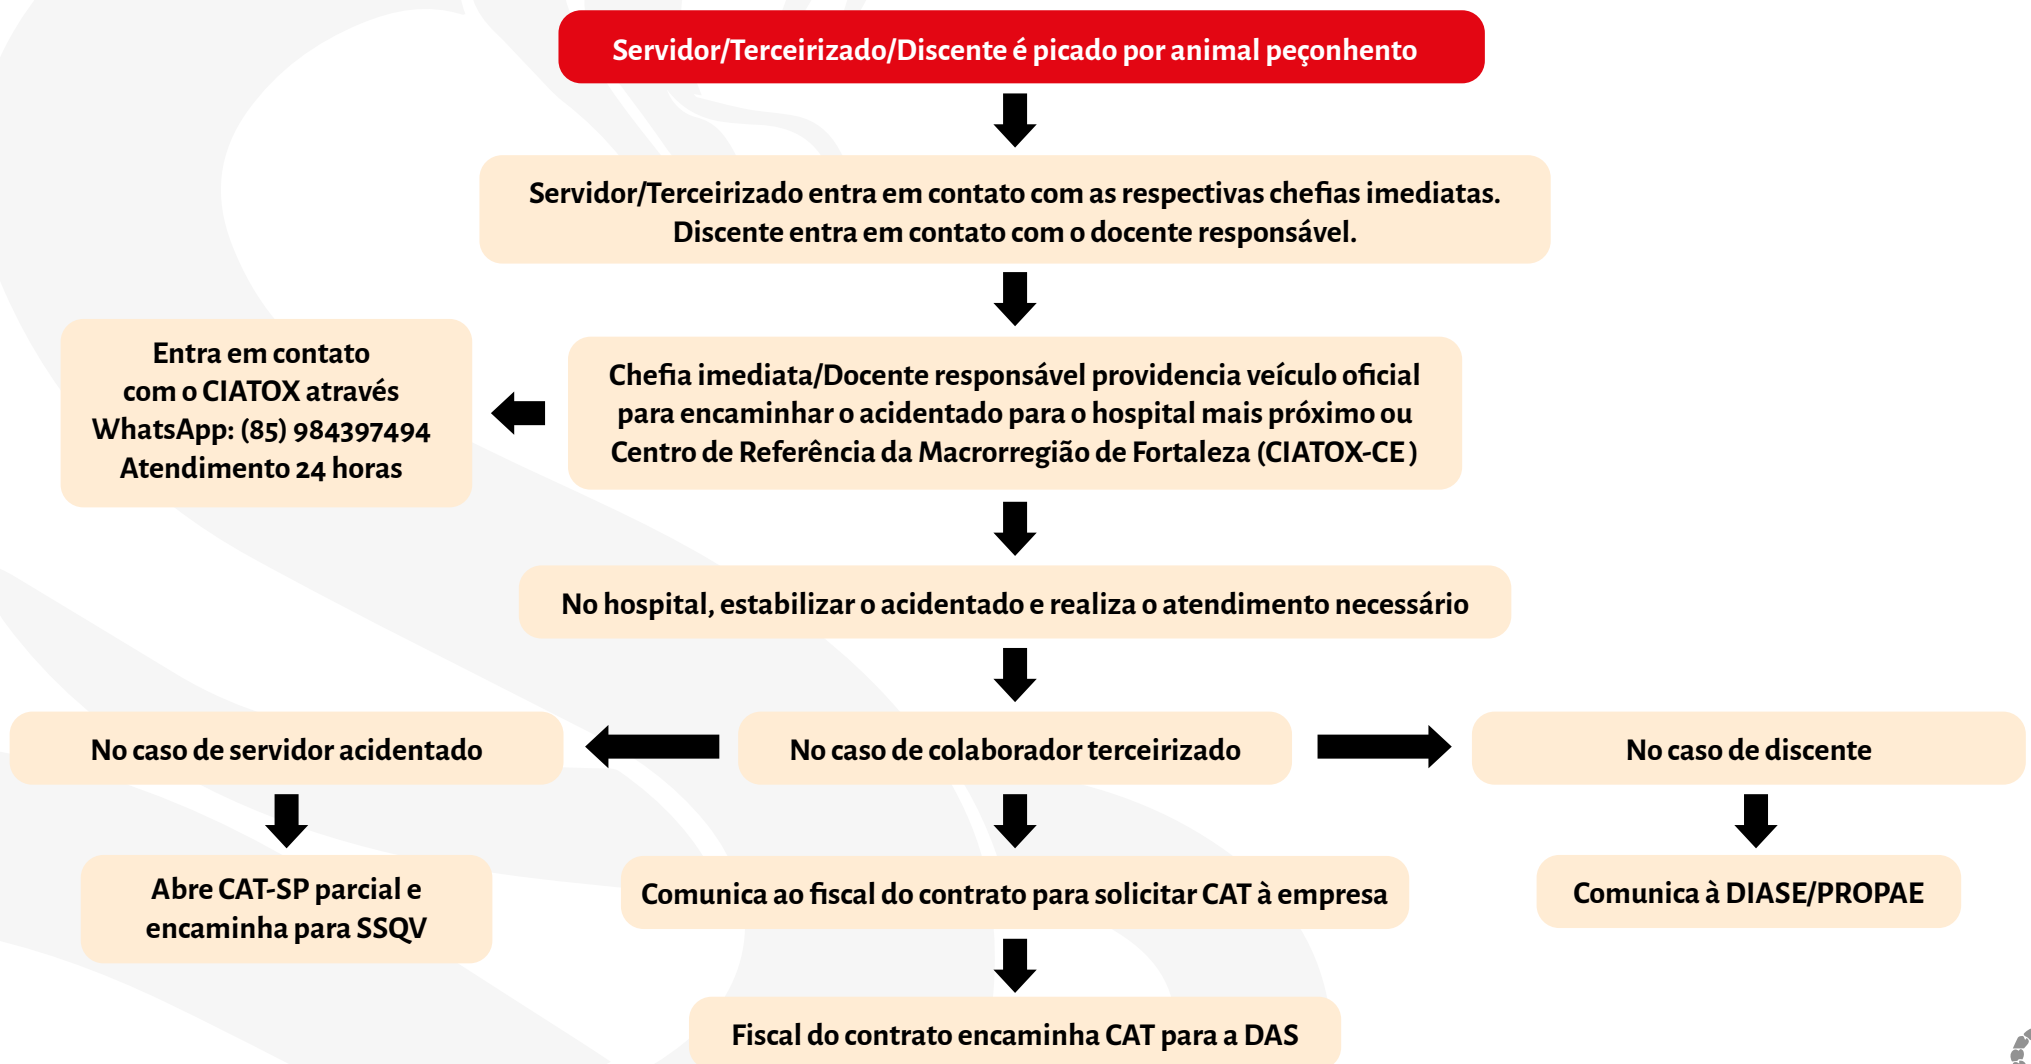 Servidor/Terceirizado/Discente é picado por animal peçonhento
Servidor/Terceirizado entra em contato com as respectivas chefias imediatas.
Discente entra em contato com o docente responsável.
Entra em contato
com o CIATOX através
WhatsApp: (85) 984397494
Atendimento 24 horas
Chefia imediata/Docente responsável providencia veículo oficial
para encaminhar o acidentado para o hospital mais próximo ou
Centro de Referência da Macrorregião de Fortaleza (CIATOX-CE )
No hospital, estabilizar o acidentado e realiza o atendimento necessário
No caso de servidor acidentado
No caso de colaborador terceirizado
No caso de discente
Abre CAT-SP parcial e
encaminha para SSQV
Comunica ao fiscal do contrato para solicitar CAT à empresa
Comunica à DIASE/PROPAE
Fiscal do contrato encaminha CAT para a DAS